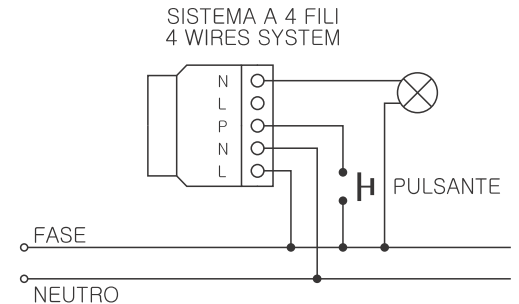 SISTEMA A 4 FILI
4 WIRES SYSTEM
N
L
P
N
L
PULSANTE
FASE
NEUTRO